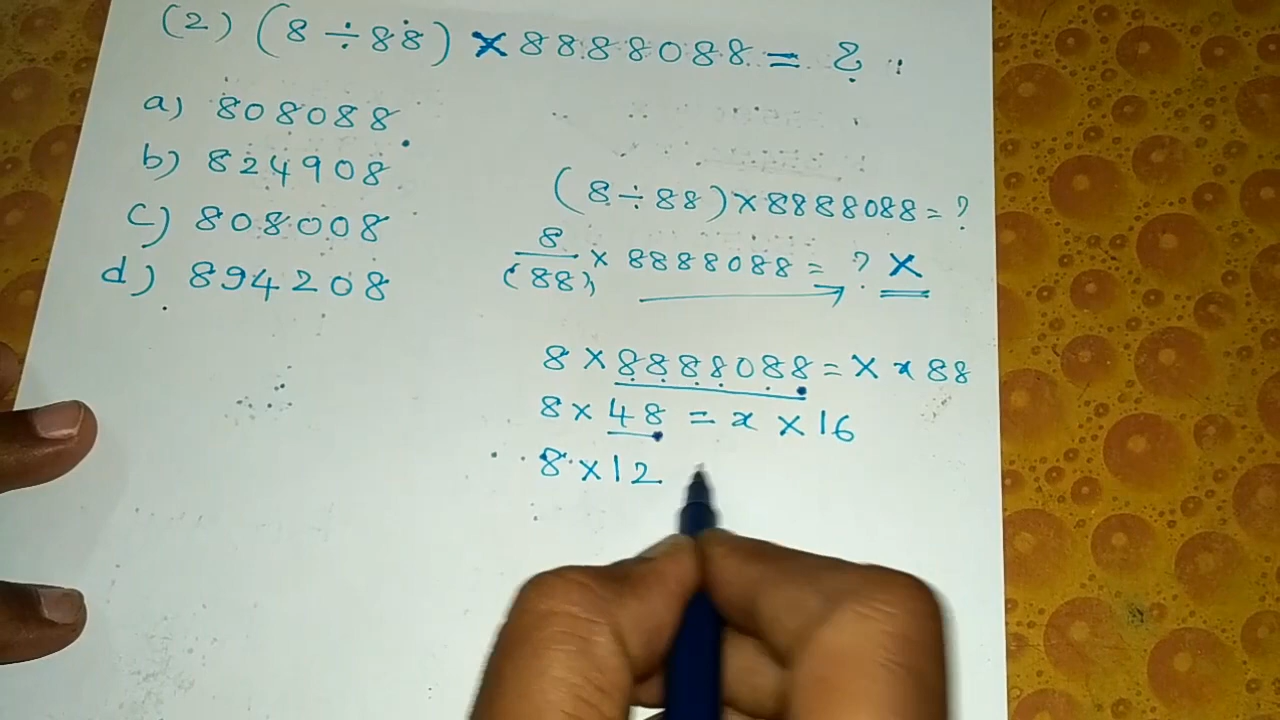 (2) (8 ÷ 88) × 8888088 = ?
a) 808088
b) 824908
c) 808008
d) 894208
(8 ÷ 88) × 8888088 = ?
8
(88) × 8888088 = ? x
8 × 8888088 = x × 88
8 × 48 = x × 16
8 × 12